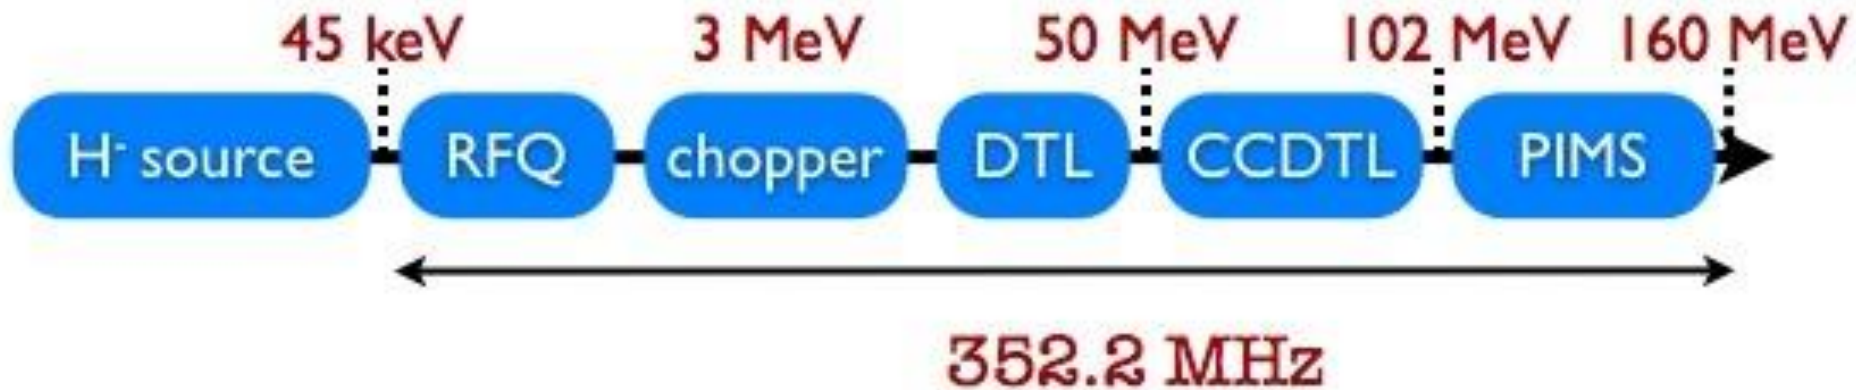 45 keV 3 MeV 50 MeV 102 MeV 160 MeV
H- source RFQ chopper DTL CCDTL PIMS
352.2 MHz